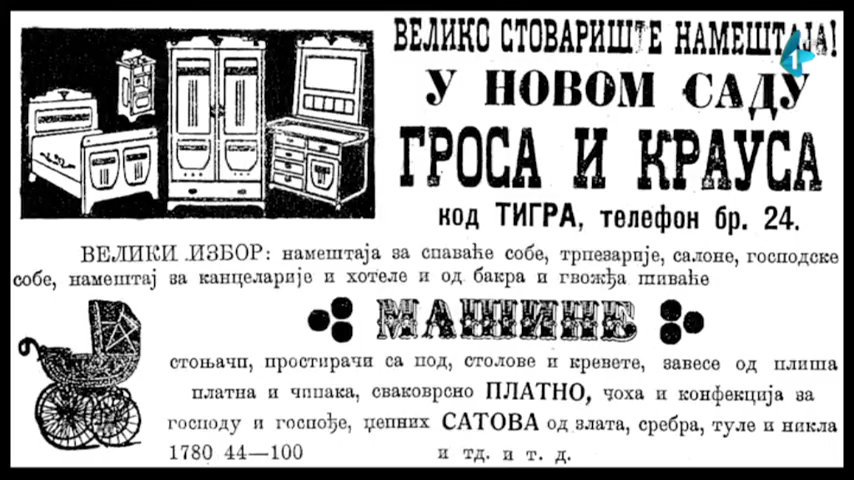 ВЕЛИКО СТОВАРИШТЕ НАМЕШТАЈА!
У НОВОМ САДУ
ГРОСА И КРАУСА
код ТИГРА, телефон бр. 24.
ВЕЛИКИ ИЗБОР: намештаја за спаваће собе, трпезарије, салоне, господске
собе, намештај за канцеларије и хотеле и од бакра и гвожђа шиваће
МАШИНЕ
стоњачи, простирачи са под, столове и кревете, завесе од плиша
платна и чипака, сваковрсно ПЛАТНО, чоха и конфекција за
господу и госпође, џепних САТОВА од злата, сребра, туле и никла
1780 44—100 и тд. и т. д.
1